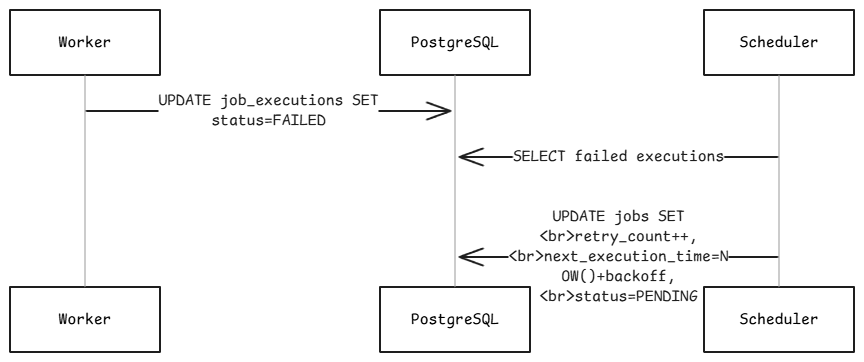 Worker
PostgreSQL
Scheduler
UPDATE job_executions SET
status=FAILED
SELECT failed executions
UPDATE jobs SET
<br>retry_count++,
<br>next_execution_time=N
OW()+backoff,
<br>status=PENDING
Worker
PostgreSQL
Scheduler